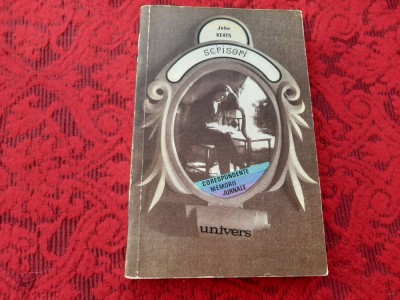 John
KEATS
SCRISORI
CORESPONDENTE
MEMORII
JURNALE
univers